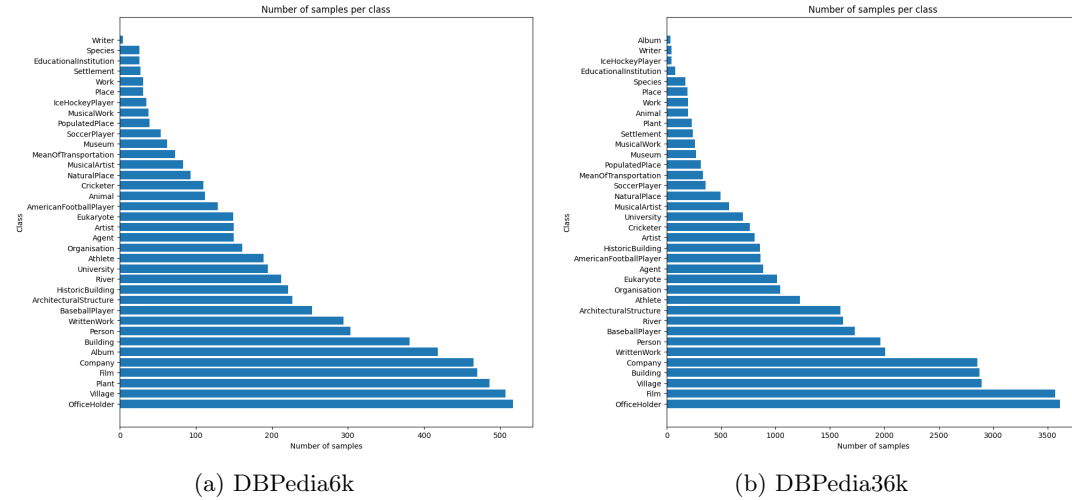 Number of samples per class
Writer
Species
EducationalInstitution
Settlement
Work
Place
IceHockeyPlayer
MusicalWork
PopulatedPlace
SoccerPlayer
Museum
MeanOfTransportation
MusicalArtist
NaturalPlace
Cricketer
Animal
AmericanFootballPlayer
Eukaryote
Artist
Agent
Organisation
Athlete
University
River
HistoricBuilding
ArchitecturalStructure
BaseballPlayer
WrittenWork
Person
Building
Album
Company
Film
Plant
Village
OfficeHolder
Class
0 100 200 300 400 500
Number of samples
(a) DBPedia6k
Number of samples per class
Album
Writer
IceHockeyPlayer
EducationalInstitution
Species
Place
Work
Animal
Plant
Settlement
MusicalWork
Museum
PopulatedPlace
MeanOfTransportation
SoccerPlayer
NaturalPlace
MusicalArtist
University
Cricketer
Artist
HistoricBuilding
AmericanFootballPlayer
Agent
Eukaryote
Organisation
Athlete
ArchitecturalStructure
River
BaseballPlayer
Person
WrittenWork
Company
Building
Village
Film
OfficeHolder
Class
0 500 1000 1500 2000 2500 3000 3500
Number of samples
(b) DBPedia36k